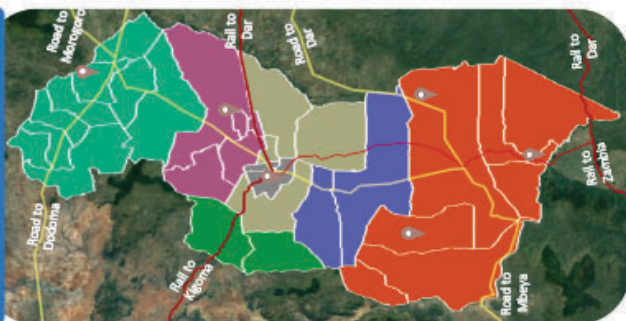 Road to
Morogoro
Rail to
Dar
Road to
Dar
Rail to
Dar
Road to
Dodoma
Rail to
Kigoma
Road to
Mbeya
Rail to
Zambia